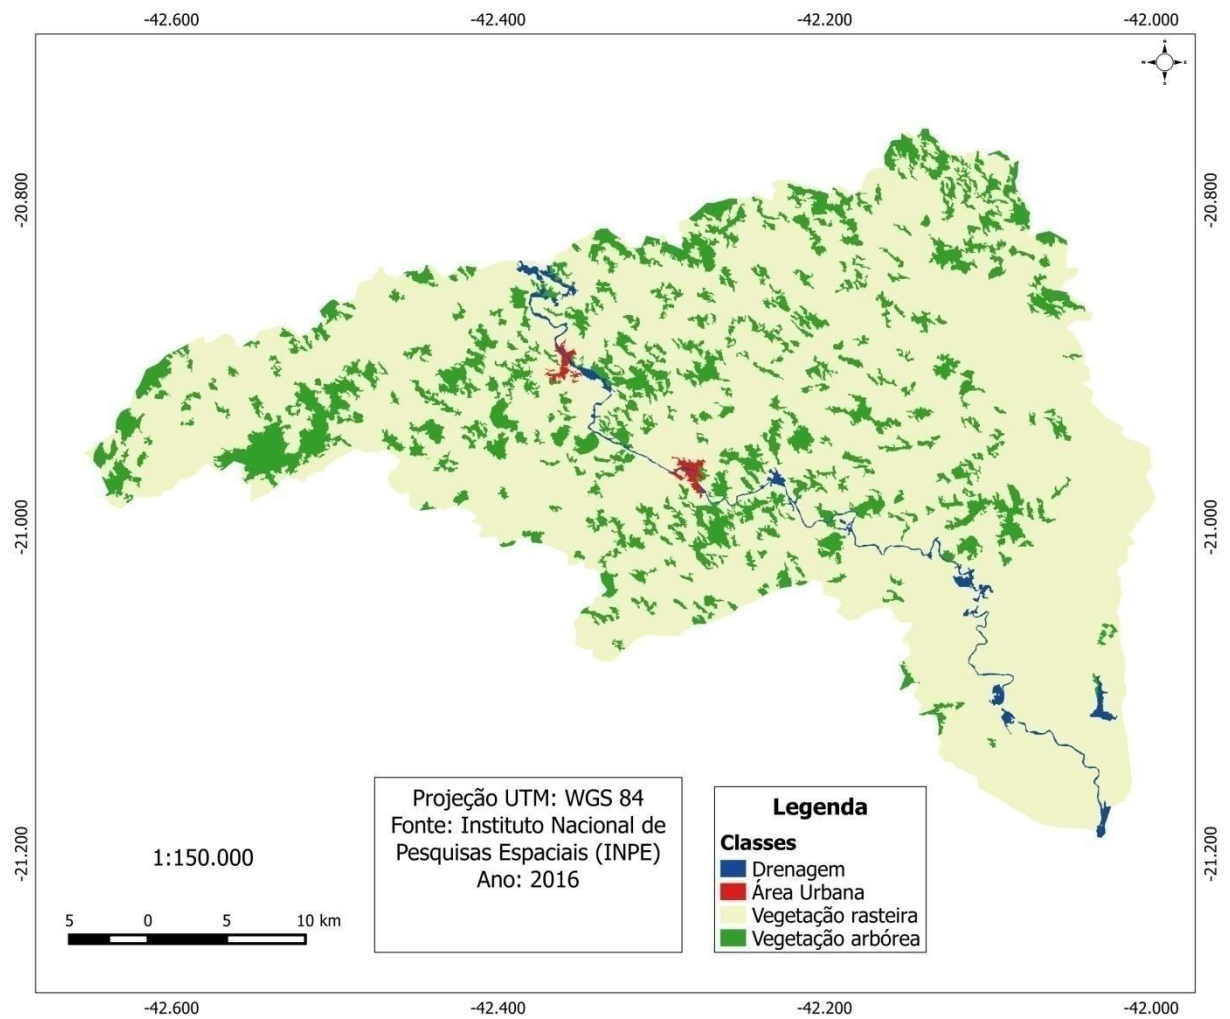 -42.600 -42.400 -42.200 -42.000
N
W E
S
-20.800 -20.800
-21.000 -21.000
-21.200 -21.200
Projeção UTM: WGS 84
Fonte: Instituto Nacional de
Pesquisas Espaciais (INPE)
Ano: 2016
1:150.000
5 0 5 10 km
Legenda
Classes
Drenagem
Área Urbana
Vegetação rasteira
Vegetação arbórea
-42.600 -42.400 -42.200 -42.000